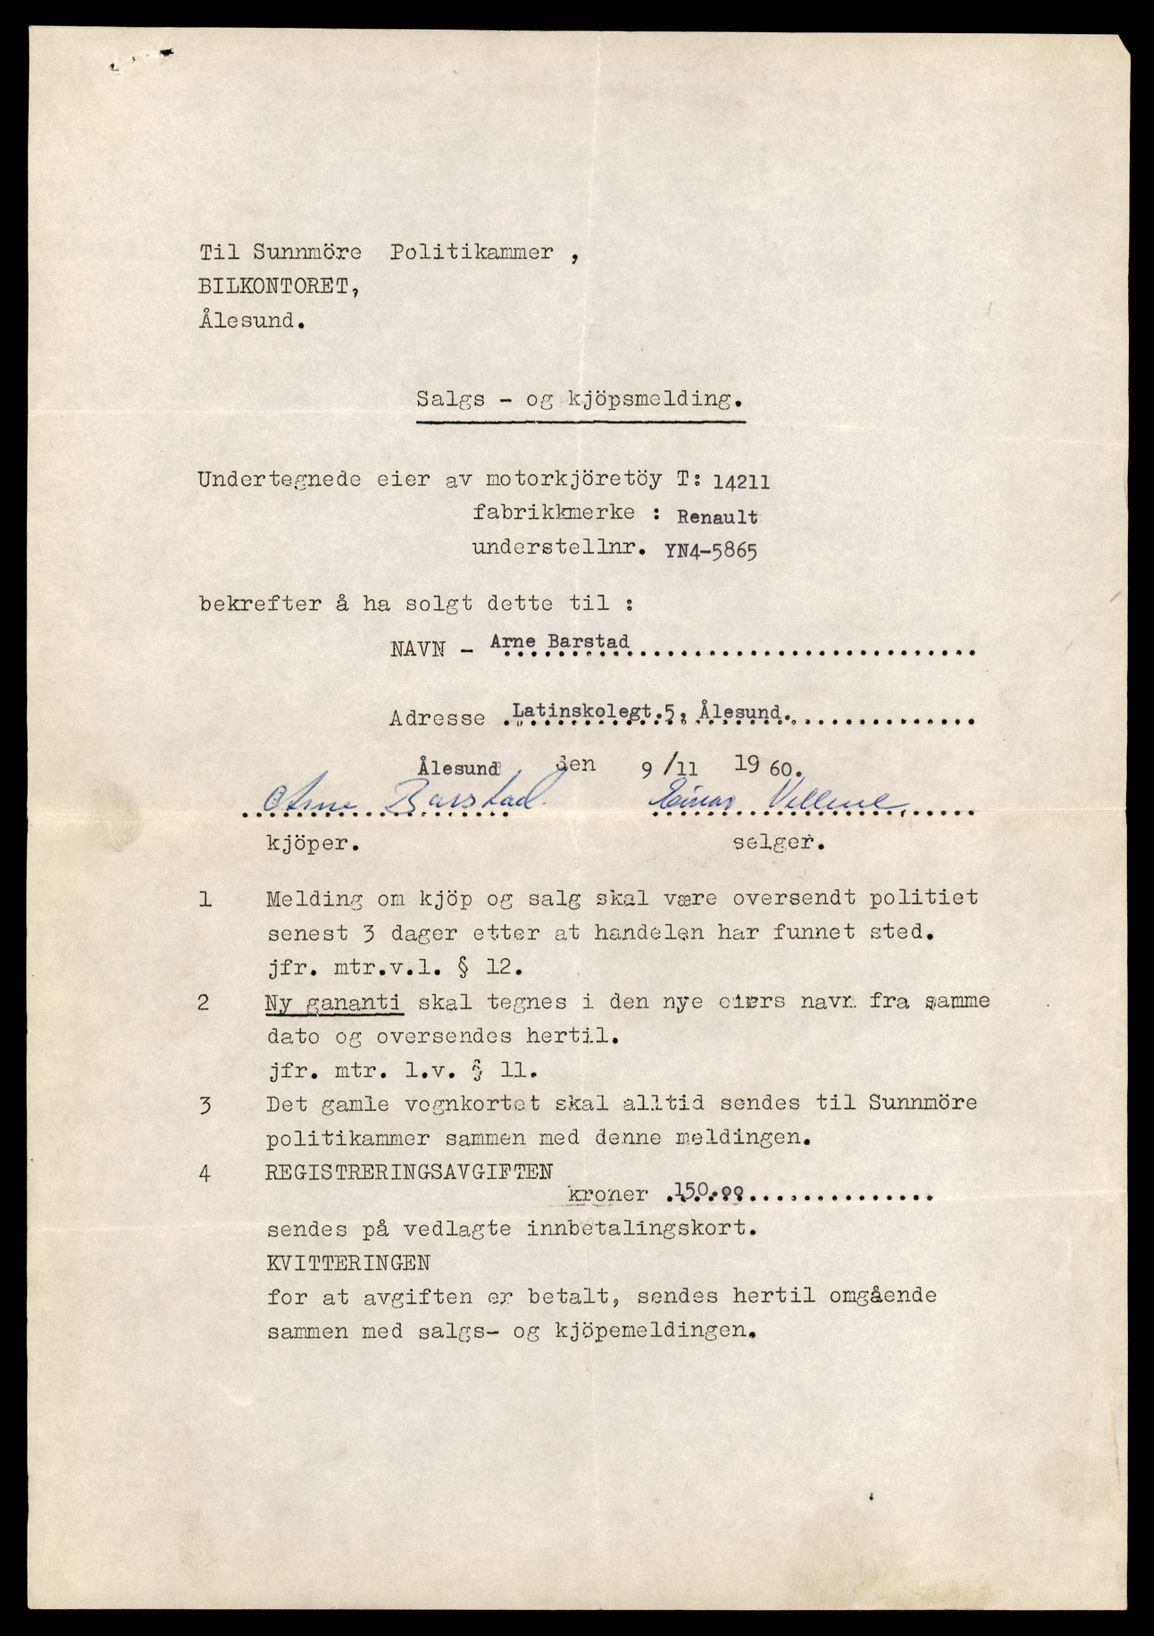 Til Sunnmöre Politikammer ,
BILKONTORET,
Ålesund.
Salgs - og kjöpsmelding.
Undertegnede eier av motorkjöretöy T: 14211
fabrikkmerke : Renault
understellnr. YN4-5865
bekrefter å ha solgt dette til :
NAVN - Arne Barstad
Adresse Latinskolegt.5, Ålesund.
Ålesund den 9/11 1960.
Arne Barstad. Einar
kjöper. selger.
1 Melding om kjöp og salg skal være oversendt politiet
senest 3 dager etter at handelen har funnet sted.
jfr. mtr.v.l. § 12.
2 Ny gananti skal tegnes i den nye eiers navn fra samme
dato og oversendes hertil.
jfr. mtr. l.v. § 11.
3 Det gamle vognkortet skal alltid sendes til Sunnmöre
politikammer sammen med denne meldingen.
4 REGISTRERINGSAVGIFTEN
kroner 150.00
sendes på vedlagte innbetalingskort.
KVITTERINGEN
for at avgiften er betalt, sendes hertil omgående
sammen med salgs- og kjöpemeldingen.